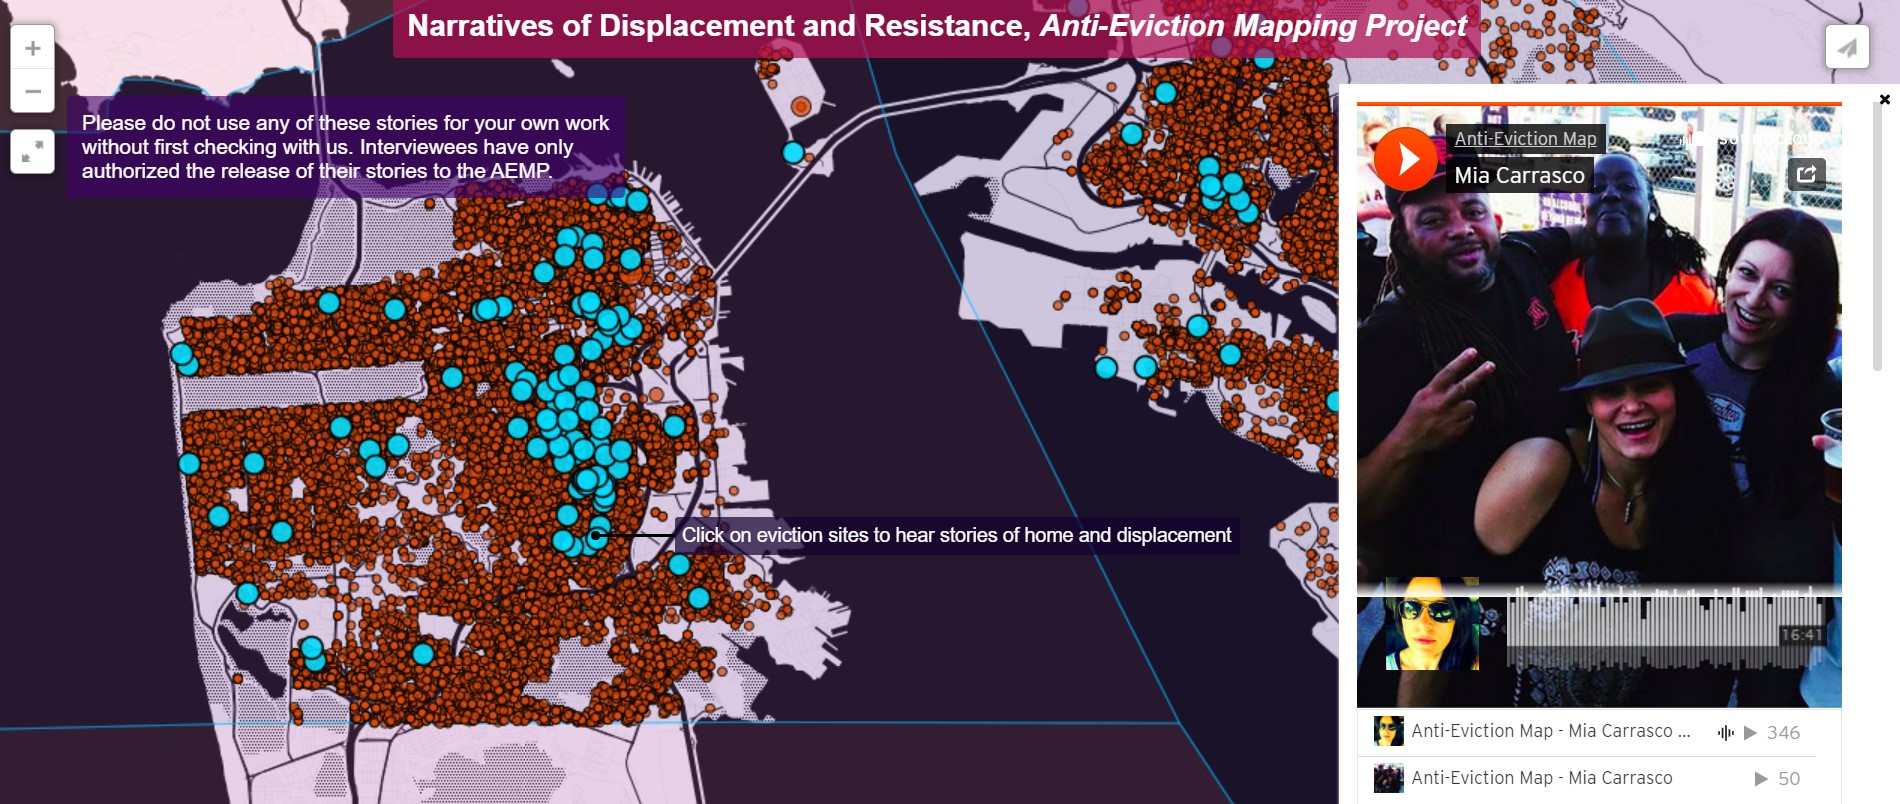 Narratives of Displacement and Resistance, Anti-Eviction Mapping Project
+
−
Please do not use any of these stories for your own work
without first checking with us. Interviewees have only
authorized the release of their stories to the AEMP.
Click on eviction sites to hear stories of home and displacement
Anti-Eviction Map
SOUNDCLOUD
Mia Carrasco
16:41
Anti-Eviction Map - Mia Carrasco ...
346
Anti-Eviction Map - Mia Carrasco
50